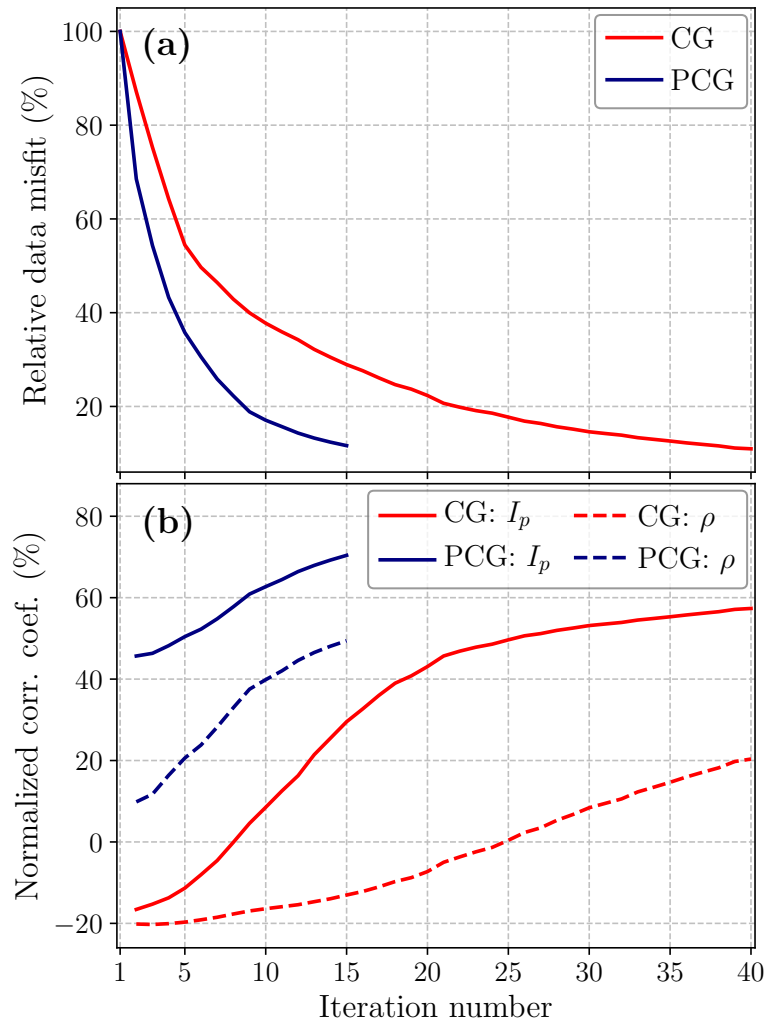 (a)
CG
PCG
Relative data misfit (%)
100
80
60
40
20
(b)
CG: I_p
CG: ρ
PCG: I_p
PCG: ρ
Normalized corr. coef. (%)
80
60
40
20
0
−20
1 5 10 15 20 25 30 35 40
Iteration number